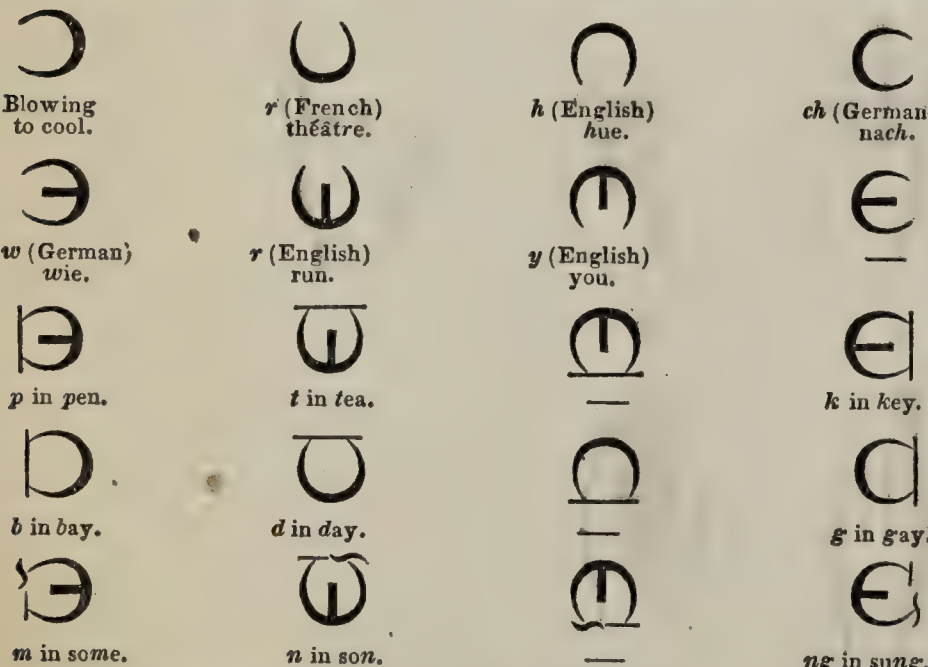 Blowing to cool.
r (French) théâtre.
h (English) hue.
ch (German nach.
w (German) wie.
r (English) run.
y (English) you.
—
p in pen.
t in tea.
—
k in key.
b in bay.
d in day.
—
g in gay.
m in some.
n in son.
—
ng in sung.